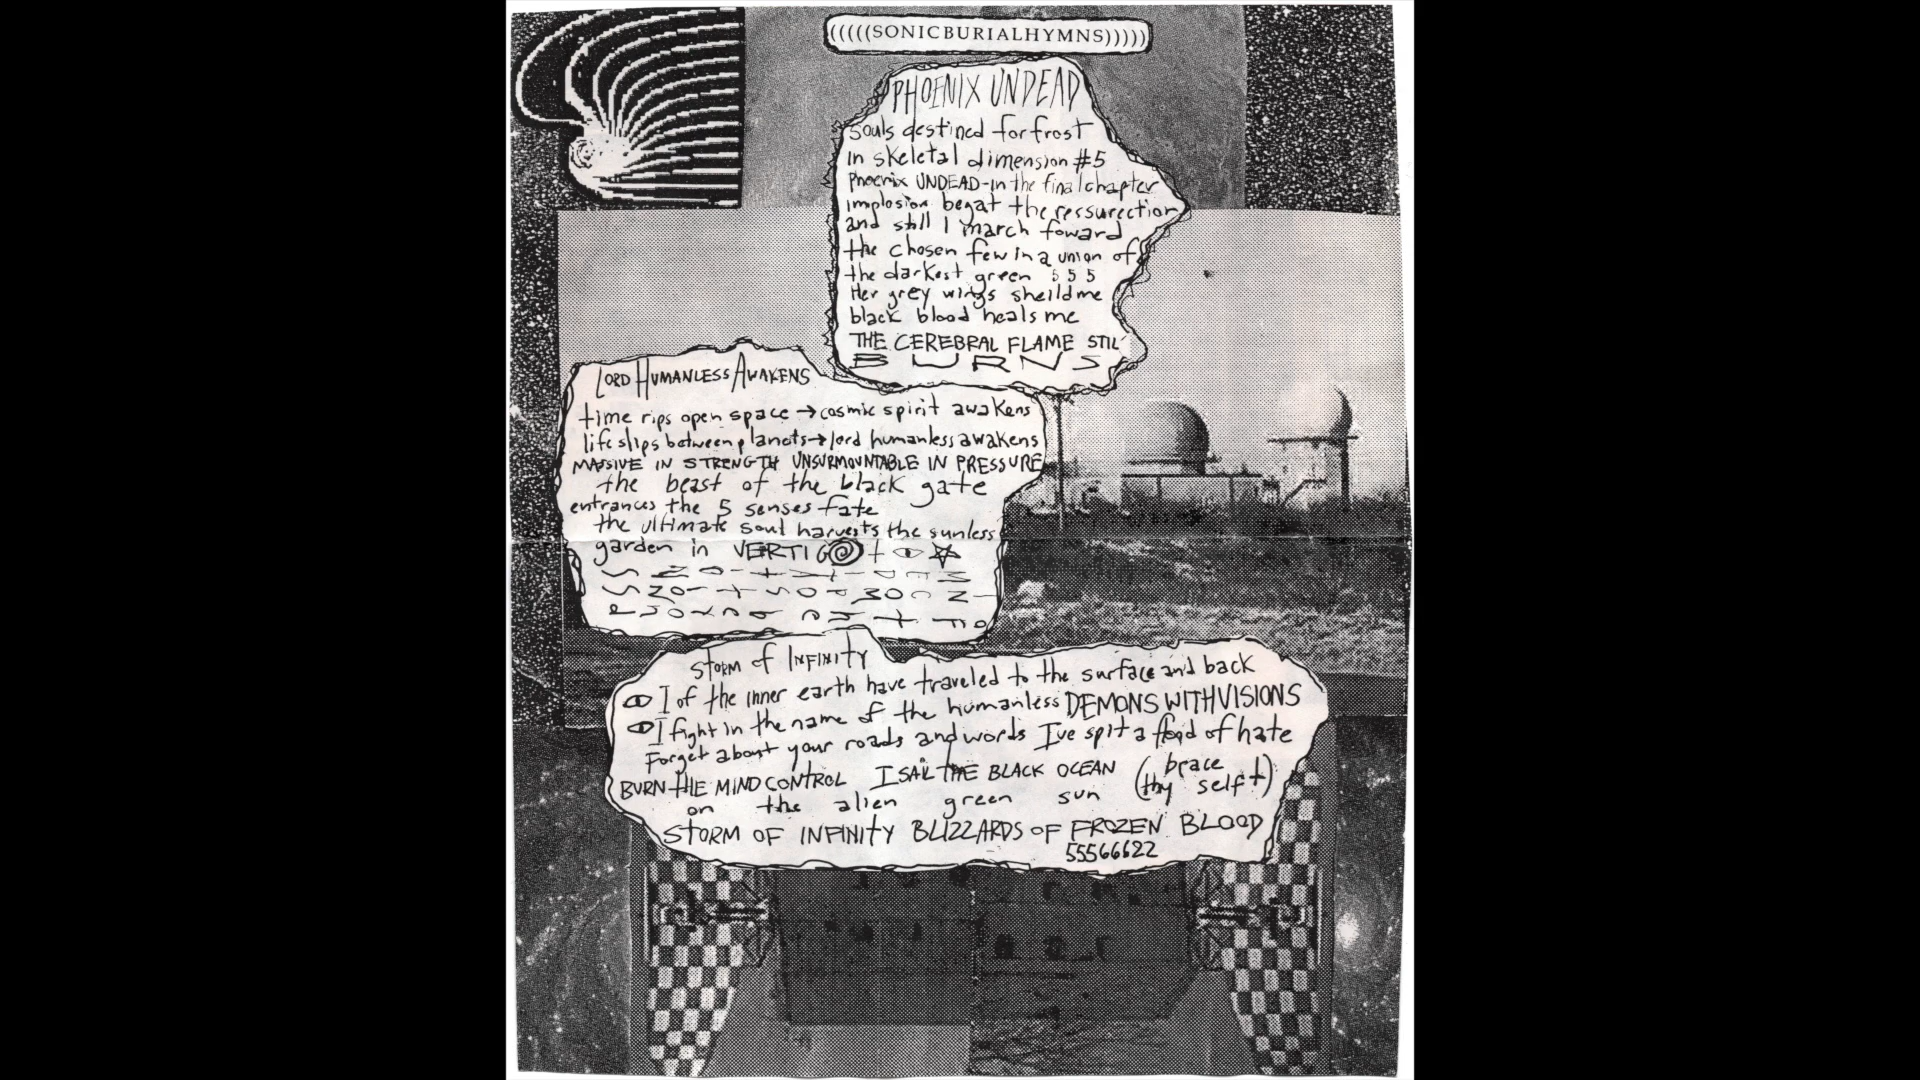 (((((SONICBURIALHYMNS)))))
PHOENIX UNDEAD
Souls destined for frost
in skeletal dimension #5
Phoenix UNDEAD-in the final chapter
implosion begat the ressurection
and still I march foward
the chosen few in a union of
the darkest green 555
Her grey wings sheild me
black blood heals me
THE CEREBRAL FLAME STIL
BURNS
LORD HUMANLESS AWAKENS
time rips open space → cosmic spirit awakens
life slips between planets → lord humanless awakens
MASSIVE IN STRENGTH UNSURMOUNTABLE IN PRESSURE
the beast of the black gate
entrances the 5 senses fate
the ultimate soul harvests the sunless
garden in VERTIGO
STORM of INFINITY
I of the inner earth have traveled to the surface and back
I fight in the name of the humanless DEMONS WITH VISIONS
Forget about your roads and words Ive spit a flood of hate
BURN THE MIND CONTROL I SAIL THE BLACK OCEAN (brace
on the alien green sun thy self)
STORM OF INFINITY BLIZZARDS OF FROZEN BLOOD
55566622